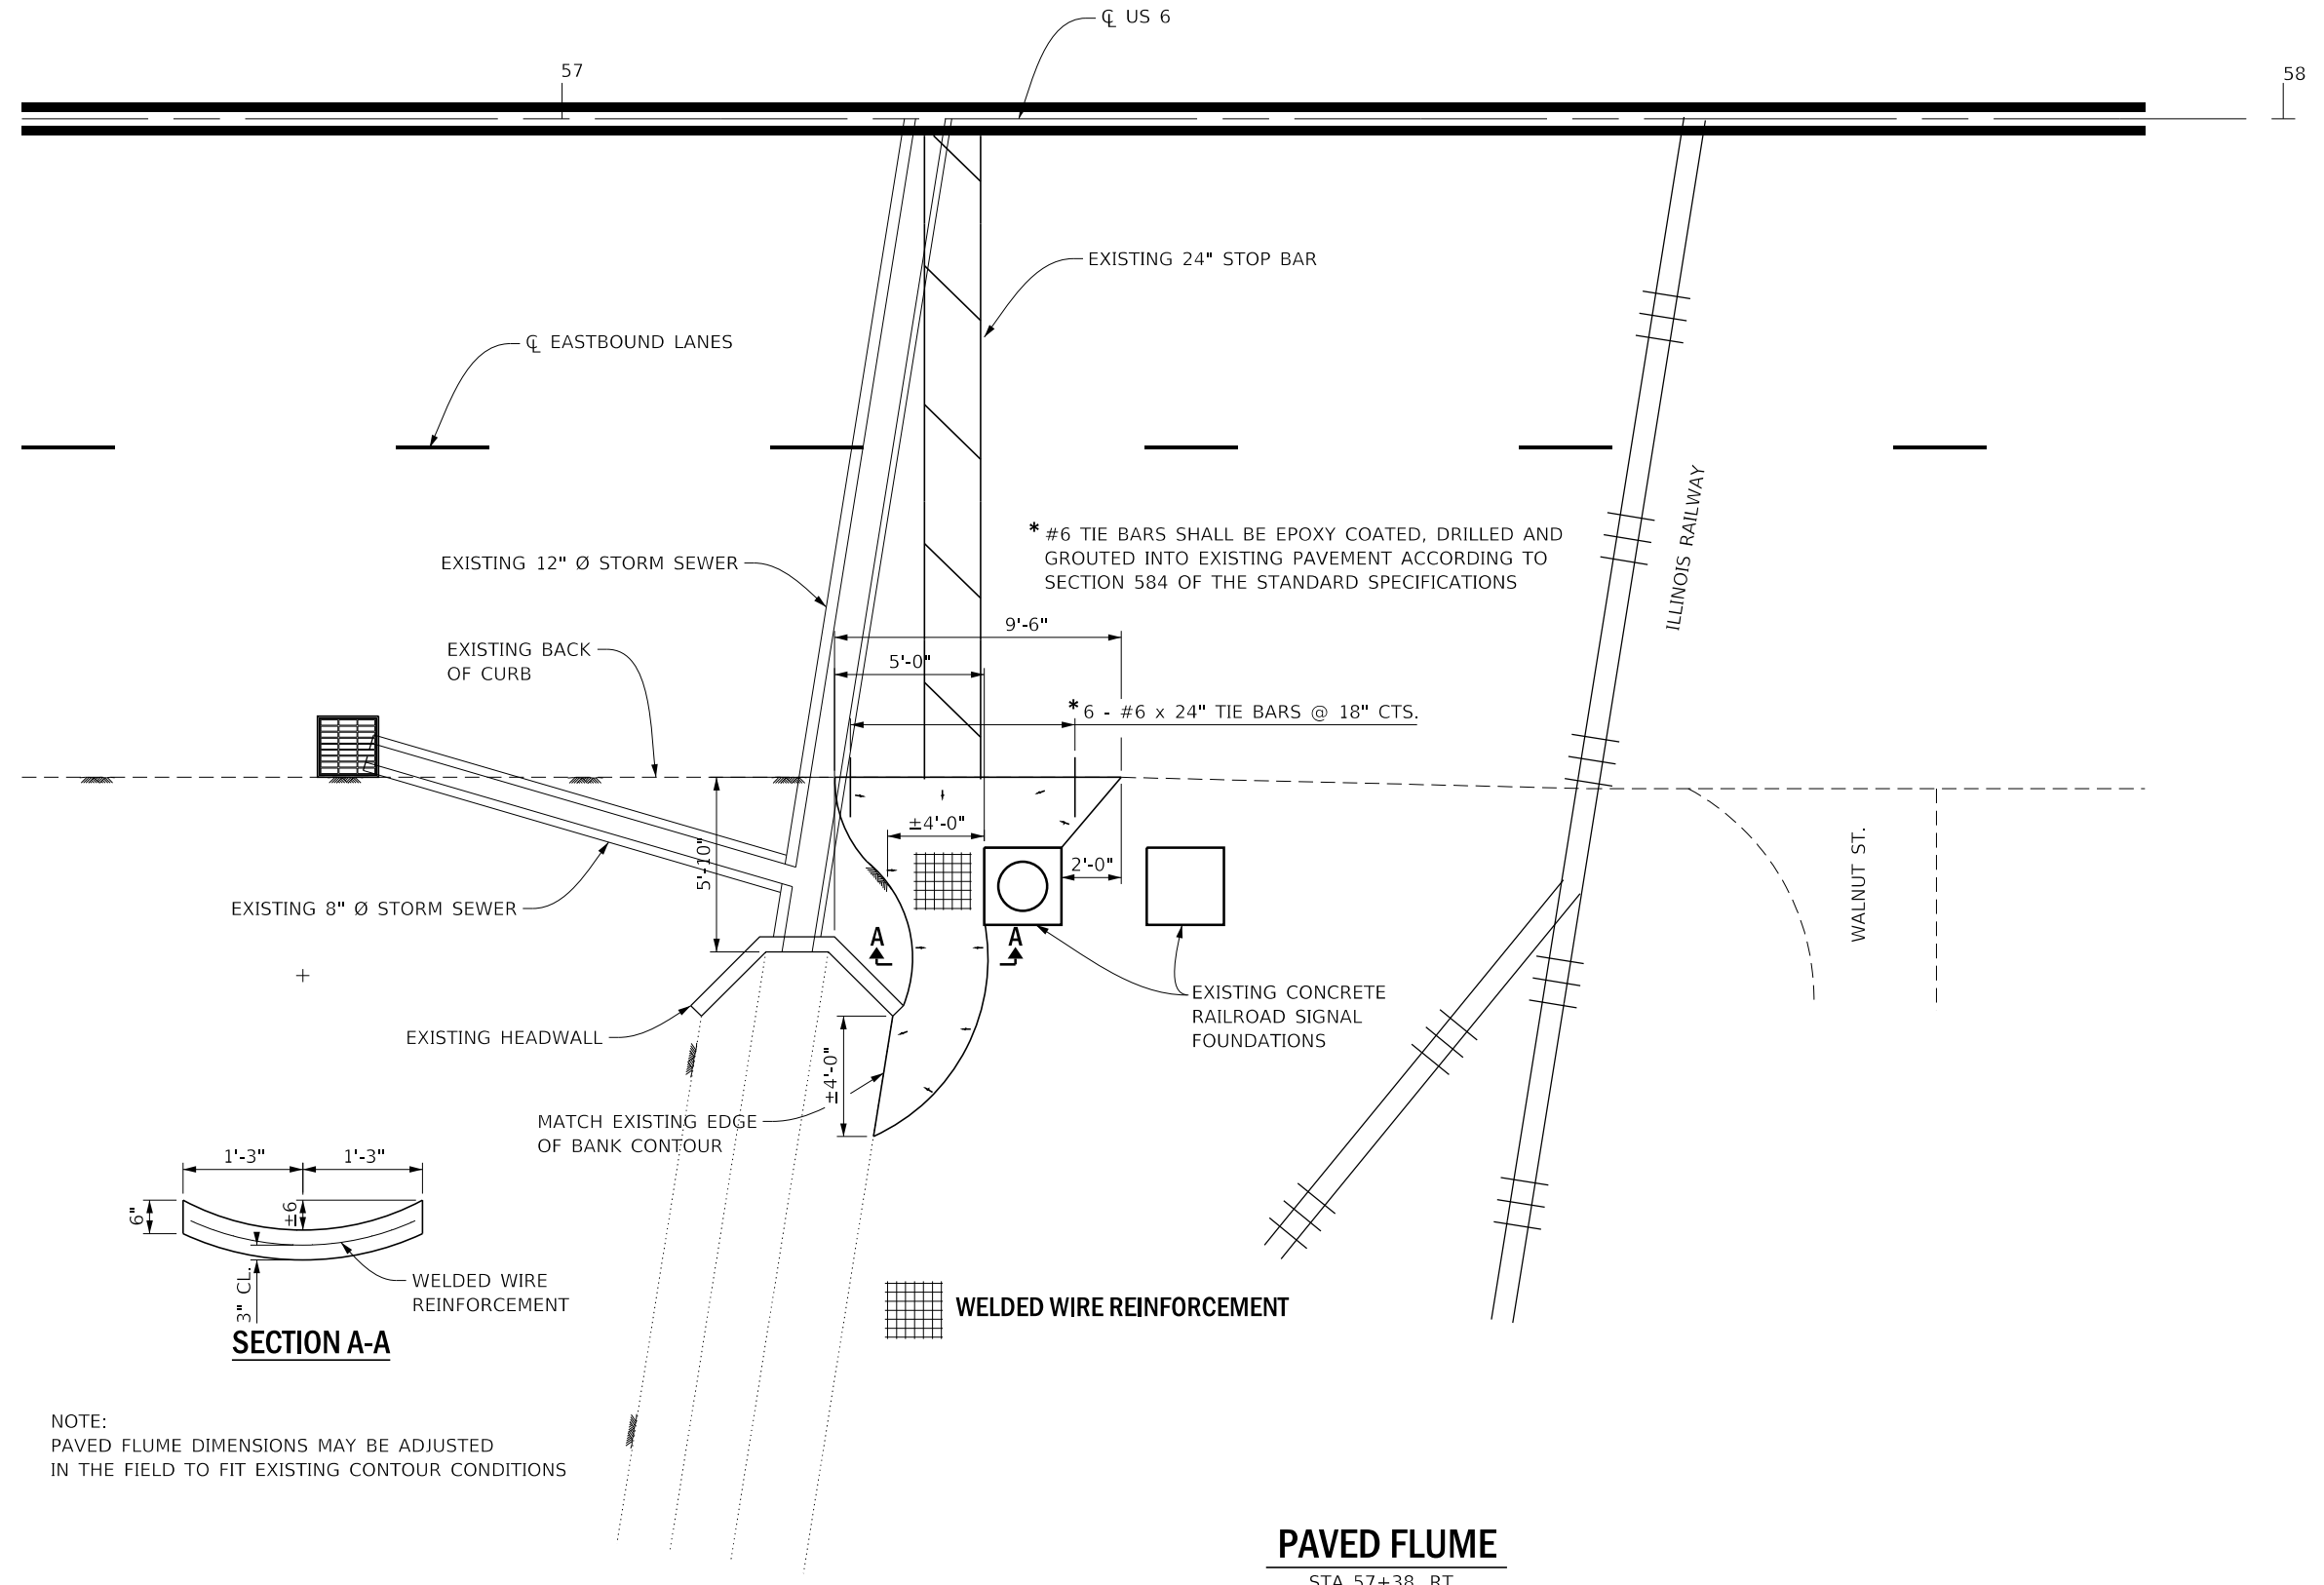 ℄ US 6
57
58
EXISTING 24" STOP BAR
℄ EASTBOUND LANES
* #6 TIE BARS SHALL BE EPOXY COATED, DRILLED AND
GROUTED INTO EXISTING PAVEMENT ACCORDING TO
SECTION 584 OF THE STANDARD SPECIFICATIONS
ILLINOIS RAILWAY
EXISTING 12" Ø STORM SEWER
9'-6"
EXISTING BACK
OF CURB
5'-0"
* 6 - #6 x 24" TIE BARS @ 18" CTS.
±4'-0"
5'-10"
2'-0"
WALNUT ST.
EXISTING 8" Ø STORM SEWER
A
A
EXISTING CONCRETE
RAILROAD SIGNAL
FOUNDATIONS
EXISTING HEADWALL
±4'-0"
MATCH EXISTING EDGE
OF BANK CONTOUR
1'-3"
1'-3"
6"
±6
3" CL.
WELDED WIRE
REINFORCEMENT
WELDED WIRE REINFORCEMENT
SECTION A-A
NOTE:
PAVED FLUME DIMENSIONS MAY BE ADJUSTED
IN THE FIELD TO FIT EXISTING CONTOUR CONDITIONS
PAVED FLUME
STA 57+38, RT